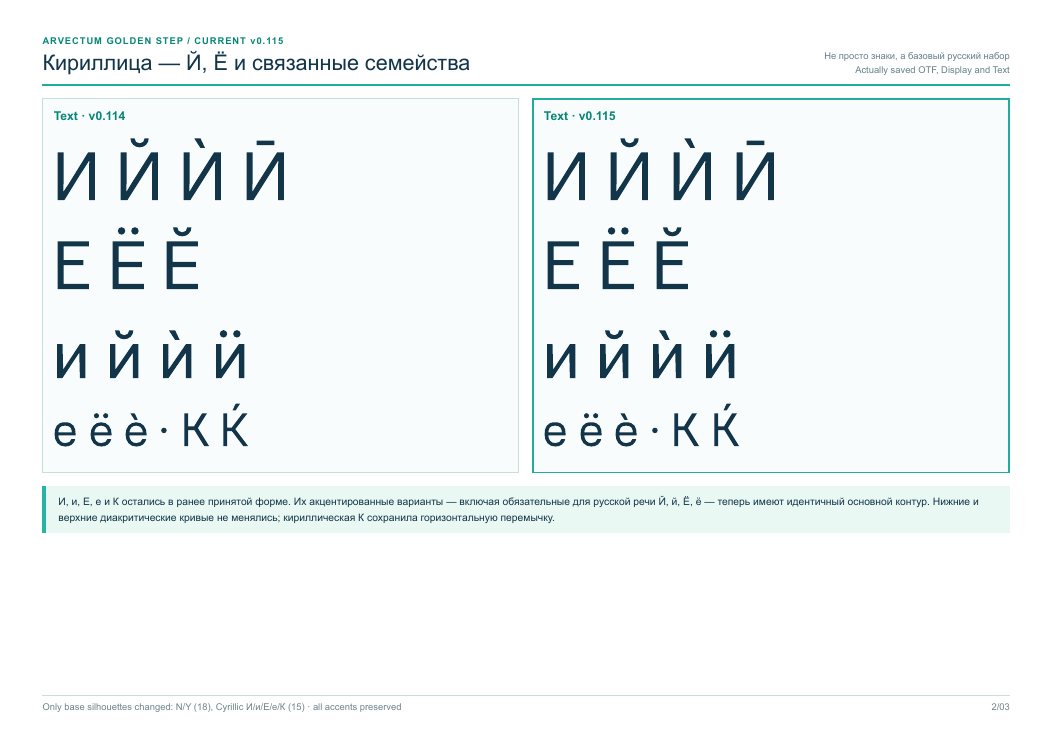 ARVECTUM GOLDEN STEP / CURRENT v0.115
Кириллица — Й, Ё и связанные семейства
Не просто знаки, а базовый русский набор
Actually saved OTF, Display and Text
Text · v0.114
И Й Ѝ Ӣ
Е Ё Ӗ
и й ѝ ӥ
е ё ѐ · К Ќ
Text · v0.115
И Й Ѝ Ӣ
Е Ё Ӗ
и й ѝ ӥ
е ё ѐ · К Ќ
И, и, Е, е и К остались в ранее принятой форме. Их акцентированные варианты — включая обязательные для русской речи Й, й, Ё, ё — теперь имеют идентичный основной контур. Нижние и
верхние диакритические кривые не менялись; кириллическая К сохранила горизонтальную перемычку.
Only base silhouettes changed: N/Y (18), Cyrillic И/и/Е/е/К (15) · all accents preserved
2/03